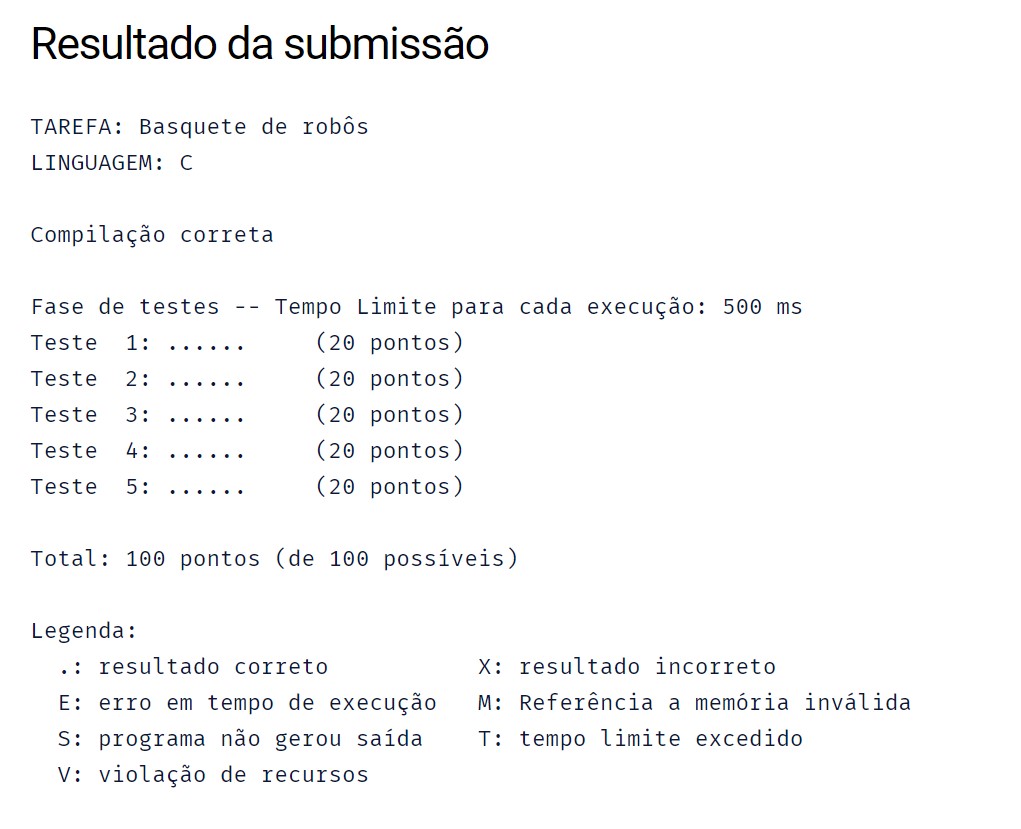 Resultado da submissão
TAREFA: Basquete de robôs
LINGUAGEM: C
Compilação correta
Fase de testes -- Tempo Limite para cada execução: 500 ms
Teste  1: ......     (20 pontos)
Teste  2: ......     (20 pontos)
Teste  3: ......     (20 pontos)
Teste  4: ......     (20 pontos)
Teste  5: ......     (20 pontos)
Total: 100 pontos (de 100 possíveis)
Legenda:
  .: resultado correto           X: resultado incorreto
  E: erro em tempo de execução   M: Referência a memória inválida
  S: programa não gerou saída    T: tempo limite excedido
  V: violação de recursos